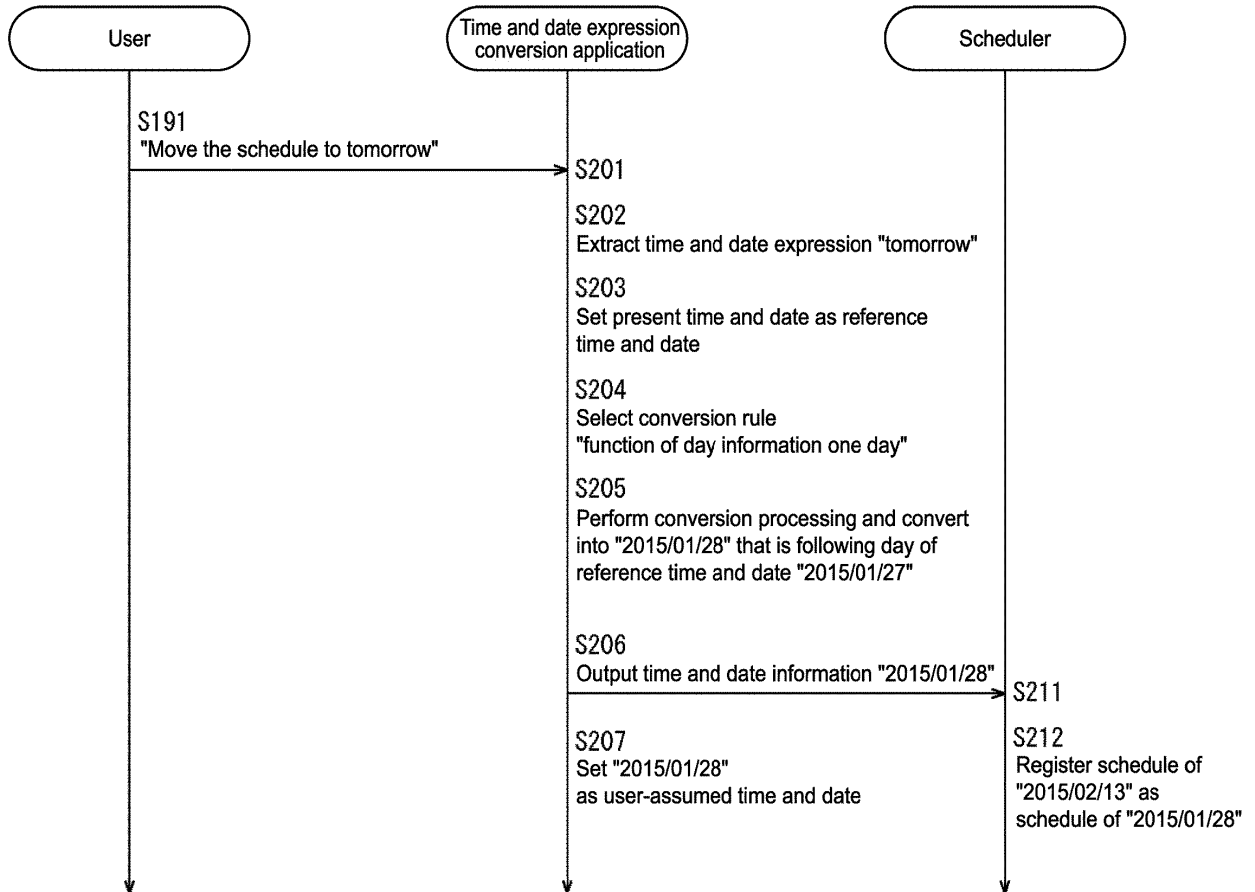 User
Time and date expression
conversion application
Scheduler
S191
"Move the schedule to tomorrow"
S201
S202
Extract time and date expression "tomorrow"
S203
Set present time and date as reference
time and date
S204
Select conversion rule
"function of day information one day"
S205
Perform conversion processing and convert
into "2015/01/28" that is following day of
reference time and date "2015/01/27"
S206
Output time and date information "2015/01/28"
S211
S207
Set "2015/01/28"
as user-assumed time and date
S212
Register schedule of
"2015/02/13" as
schedule of "2015/01/28"